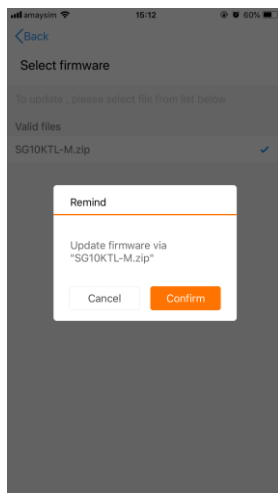 amaysim 15:12 60%
Back
Select firmware
To update , please select file from list below
Valid files
SG10KTL-M.zip
Remind
Update firmware via
"SG10KTL-M.zip"
Cancel Confirm